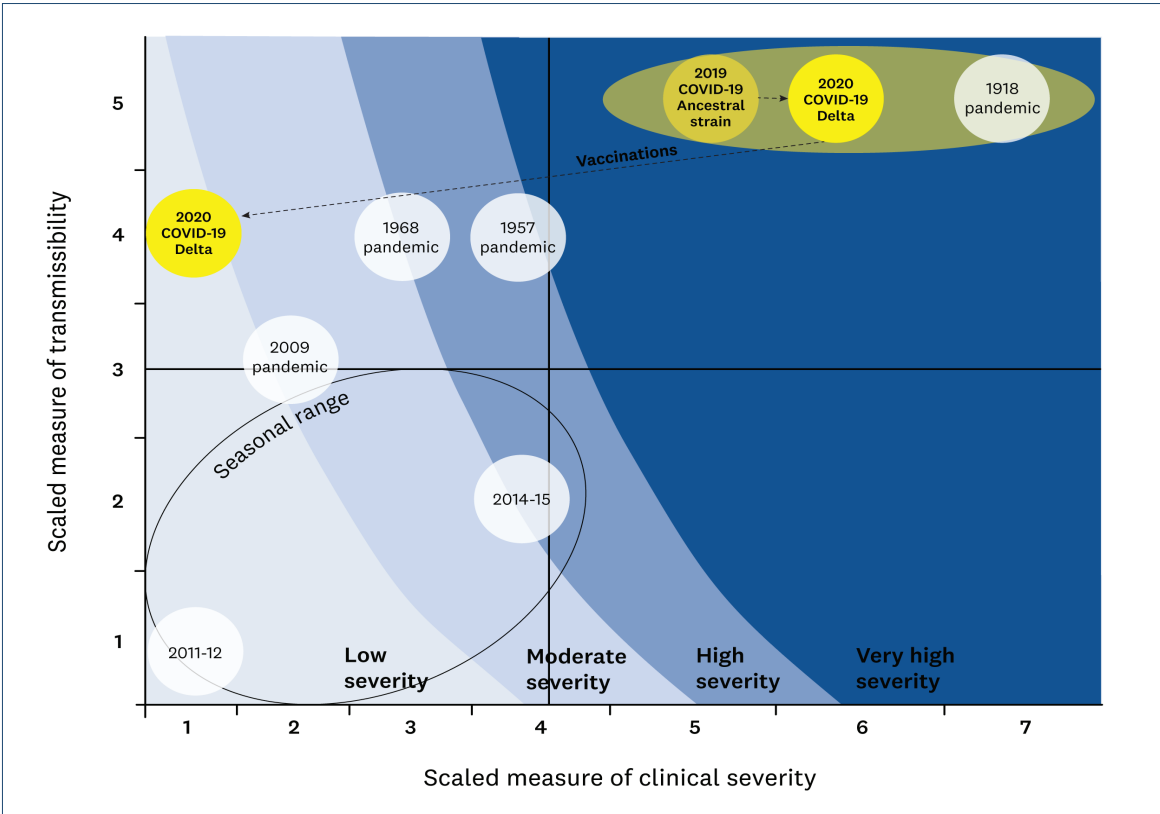 Scaled measure of transmissibility
5
4
3
2
1
2019
COVID-19
Ancestral
strain
2020
COVID-19
Delta
1918
pandemic
Vaccinations
2020
COVID-19
Delta
1968
pandemic
1957
pandemic
2009
pandemic
Seasonal range
2014-15
2011-12
Low
severity
Moderate
severity
High
severity
Very high
severity
1
2
3
4
5
6
7
Scaled measure of clinical severity